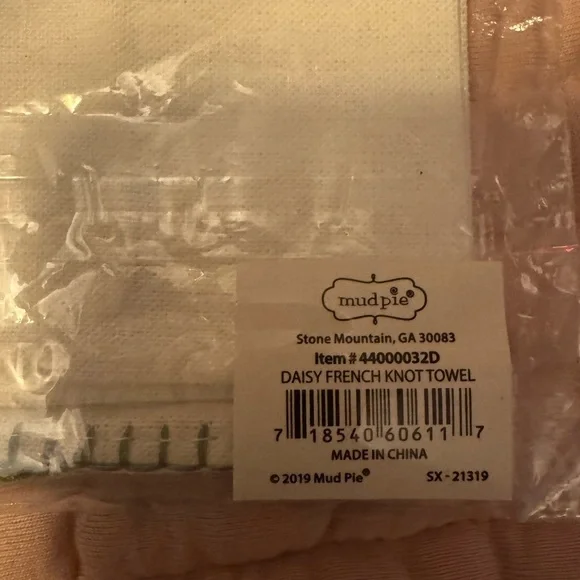 mudpie®
Stone Mountain, GA 30083
Item # 44000032D
DAISY FRENCH KNOT TOWEL
7 18540 60611 7
MADE IN CHINA
© 2019 Mud Pie® SX - 21319